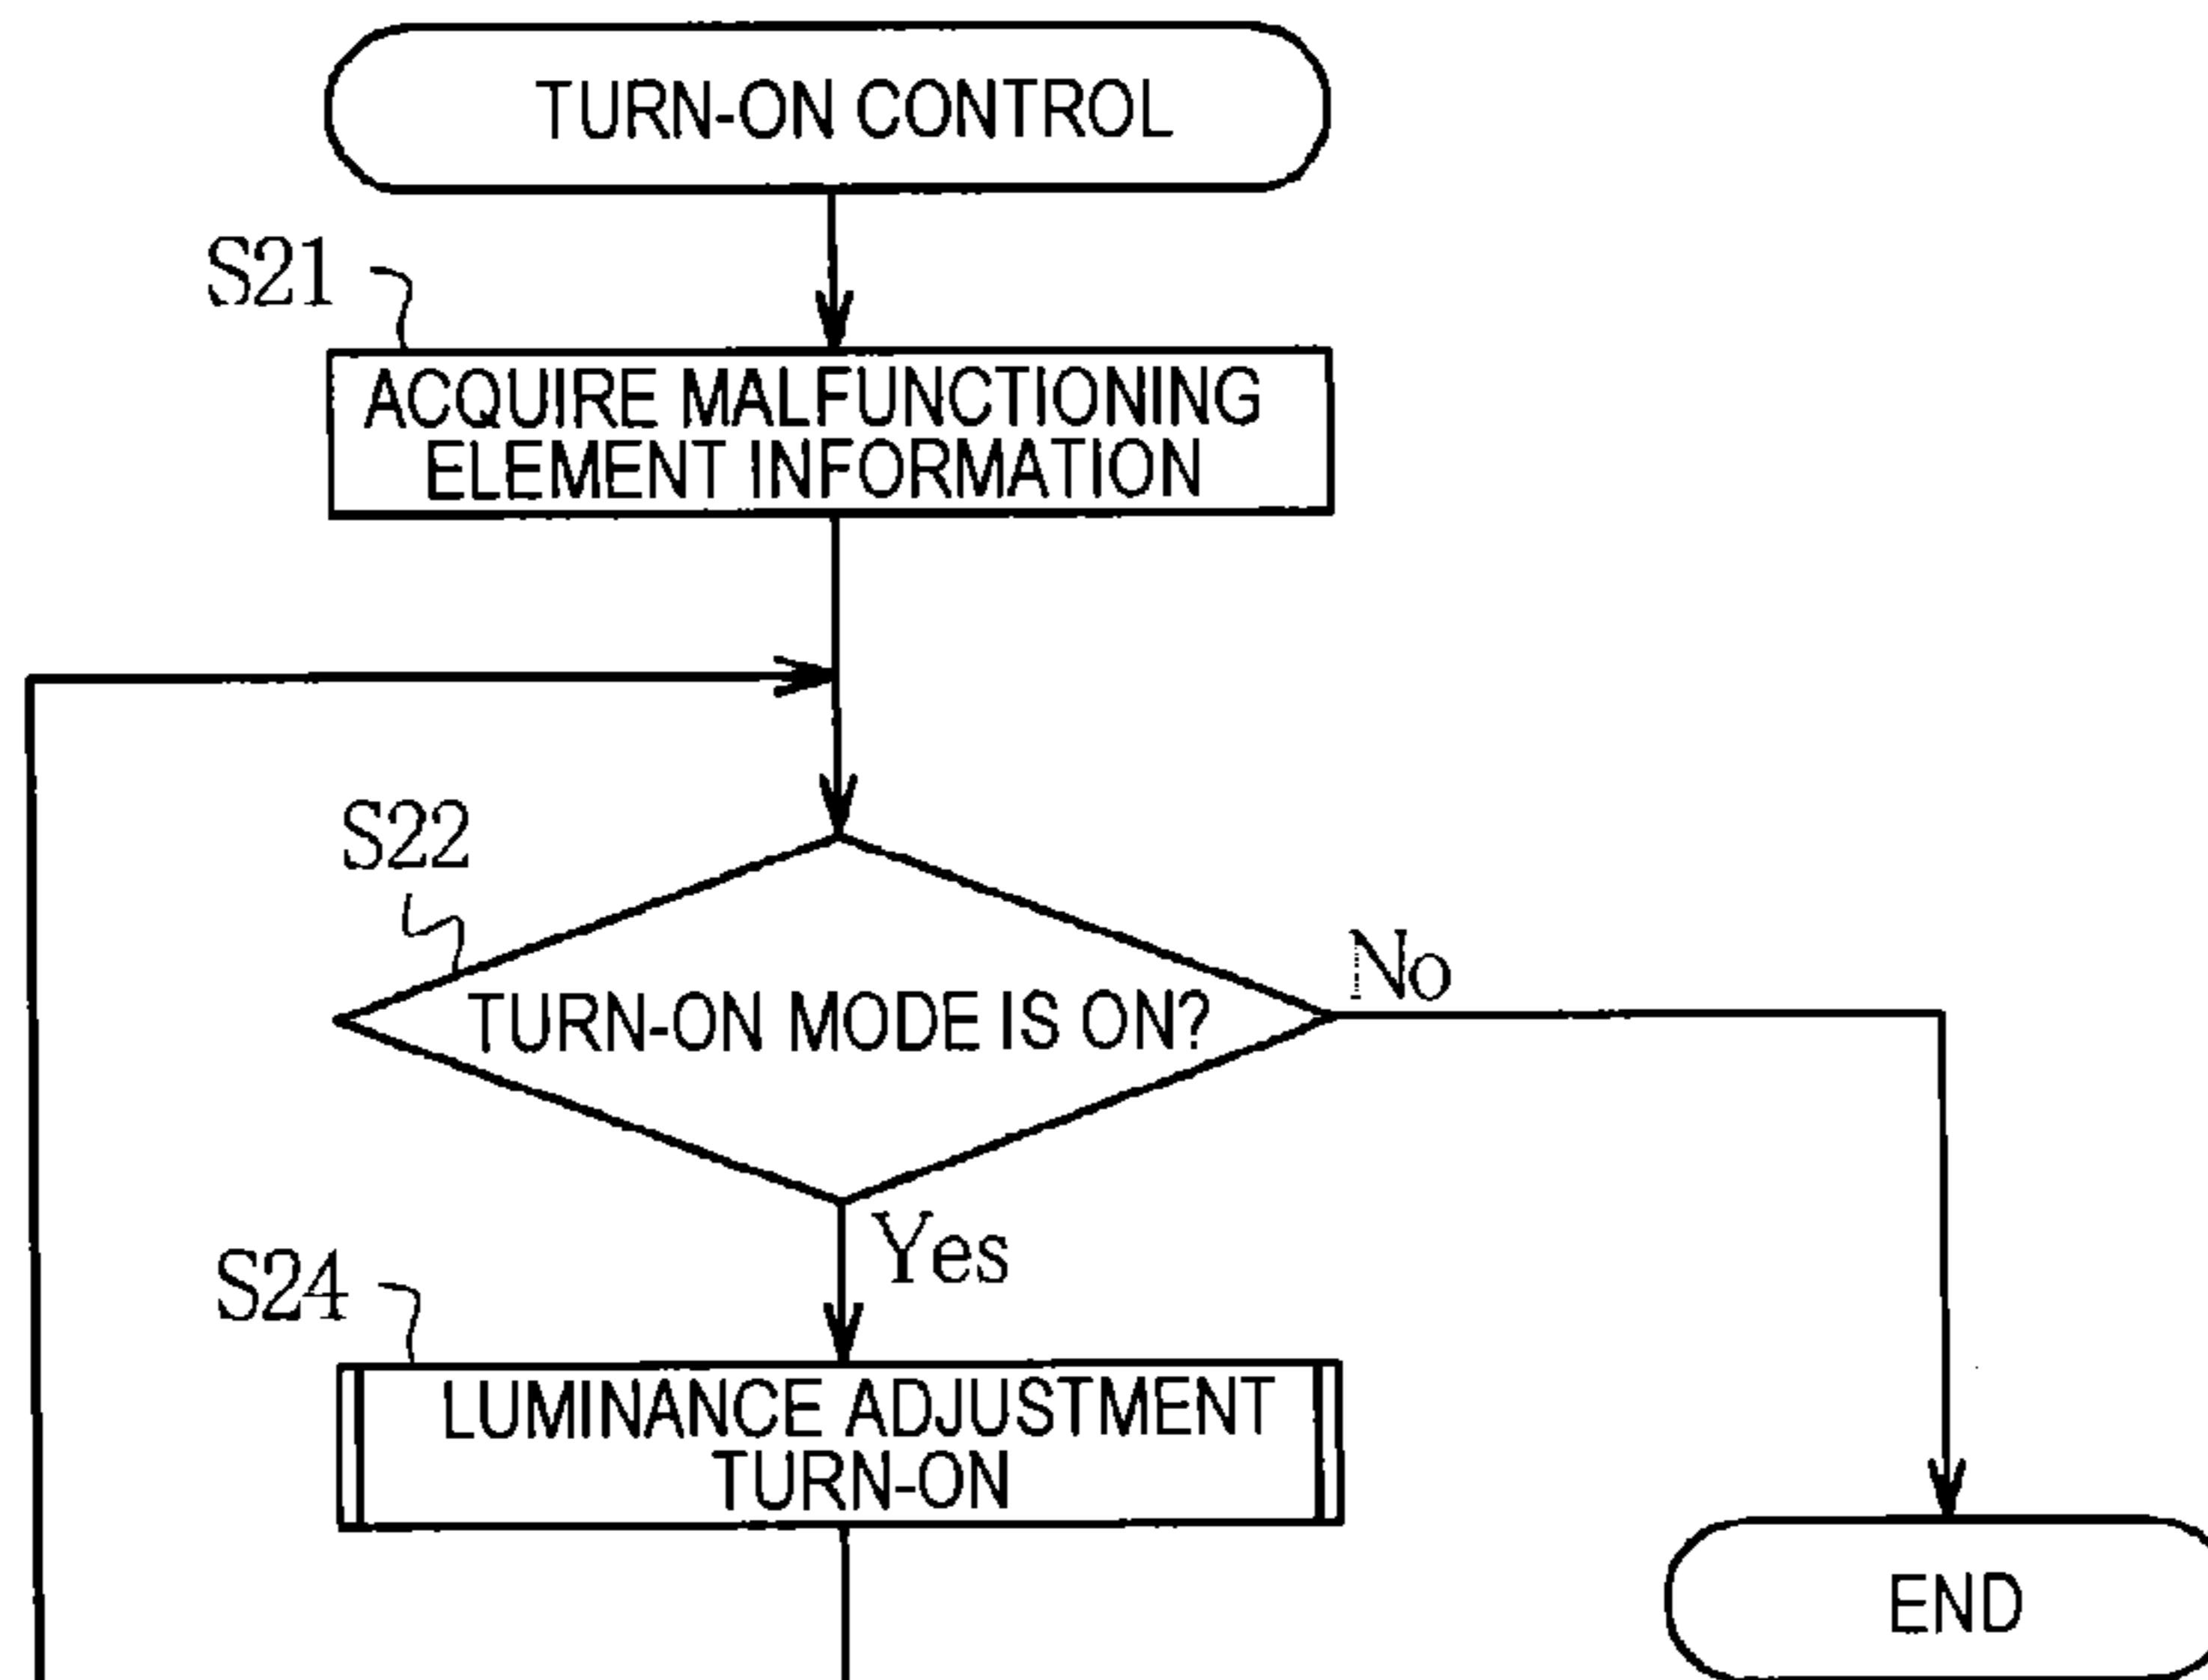 TURN-ON CONTROL
S21
ACQUIRE MALFUNCTIONING
ELEMENT INFORMATION
S22
TURN-ON MODE IS ON?
No
Yes
S24
LUMINANCE ADJUSTMENT
TURN-ON
END